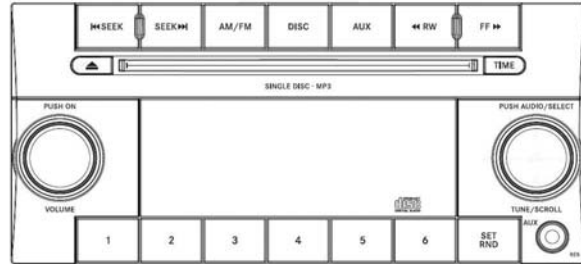 SEEK SEEK AM/FM DISC AUX RW FF
TIME
SINGLE DISC - MP3
PUSH ON PUSH AUDIO/SELECT
VOLUME TUNE/SCROLL
1 2 3 4 5 6 SET RND AUX